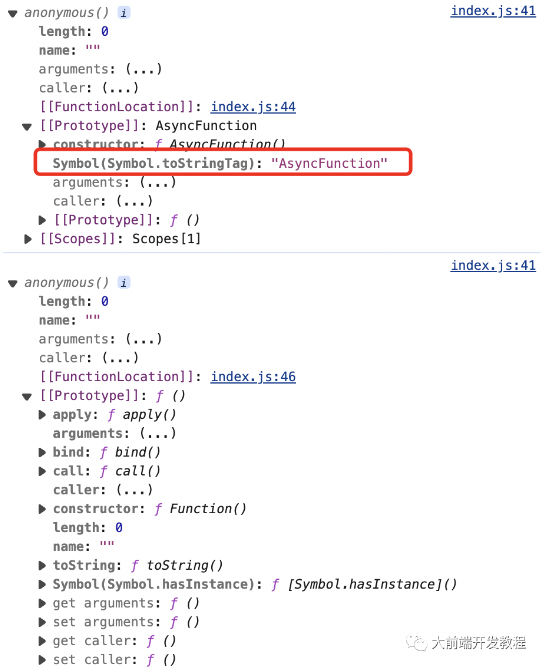 anonymous() i index.js:41
length: 0
name: ""
arguments: (...)
caller: (...)
[[FunctionLocation]]: index.js:44
[[Prototype]]: AsyncFunction
constructor: ƒ AsyncFunction()
Symbol(Symbol.toStringTag): "AsyncFunction"
arguments: (...)
caller: (...)
[[Prototype]]: ƒ ()
[[Scopes]]: Scopes[1]
index.js:41
anonymous() i
length: 0
name: ""
arguments: (...)
caller: (...)
[[FunctionLocation]]: index.js:46
[[Prototype]]: ƒ ()
apply: ƒ apply()
arguments: (...)
bind: ƒ bind()
call: ƒ call()
caller: (...)
constructor: ƒ Function()
length: 0
name: ""
toString: ƒ toString()
Symbol(Symbol.hasInstance): ƒ [Symbol.hasInstance]()
get arguments: ƒ ()
set arguments: ƒ ()
get caller: ƒ ()
set caller: ƒ ()
大前端开发教程